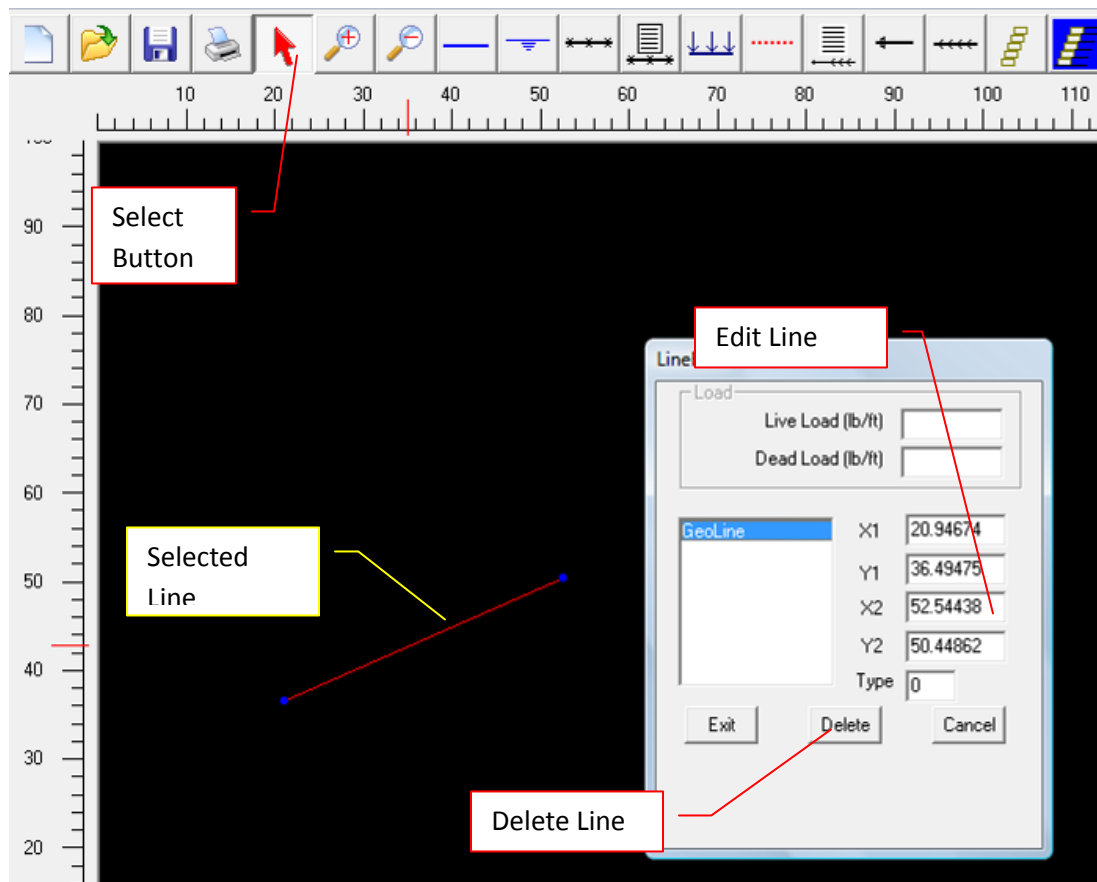 10 20 30 40 50 60 70 80 90 100 110
90
80
70
60
50
40
30
20
Select
Button
Edit Line
Selected
Line
Delete Line
Load
Live Load (lb/ft)
Dead Load (lb/ft)
GeoLine
X1 20.94674
Y1 36.49475
X2 52.54438
Y2 50.44862
Type 0
Exit Delete Cancel